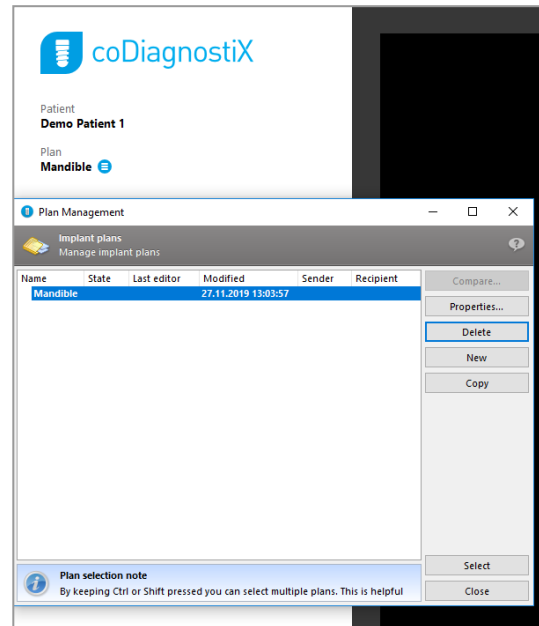 coDiagnostiX
Patient
Demo Patient 1
Plan
Mandible
Plan Management
Implant plans
Manage implant plans
Name State Last editor Modified Sender Recipient
Mandible 27.11.2019 13:03:57
Compare...
Properties...
Delete
New
Copy
Select
Close
Plan selection note
By keeping Ctrl or Shift pressed you can select multiple plans. This is helpful